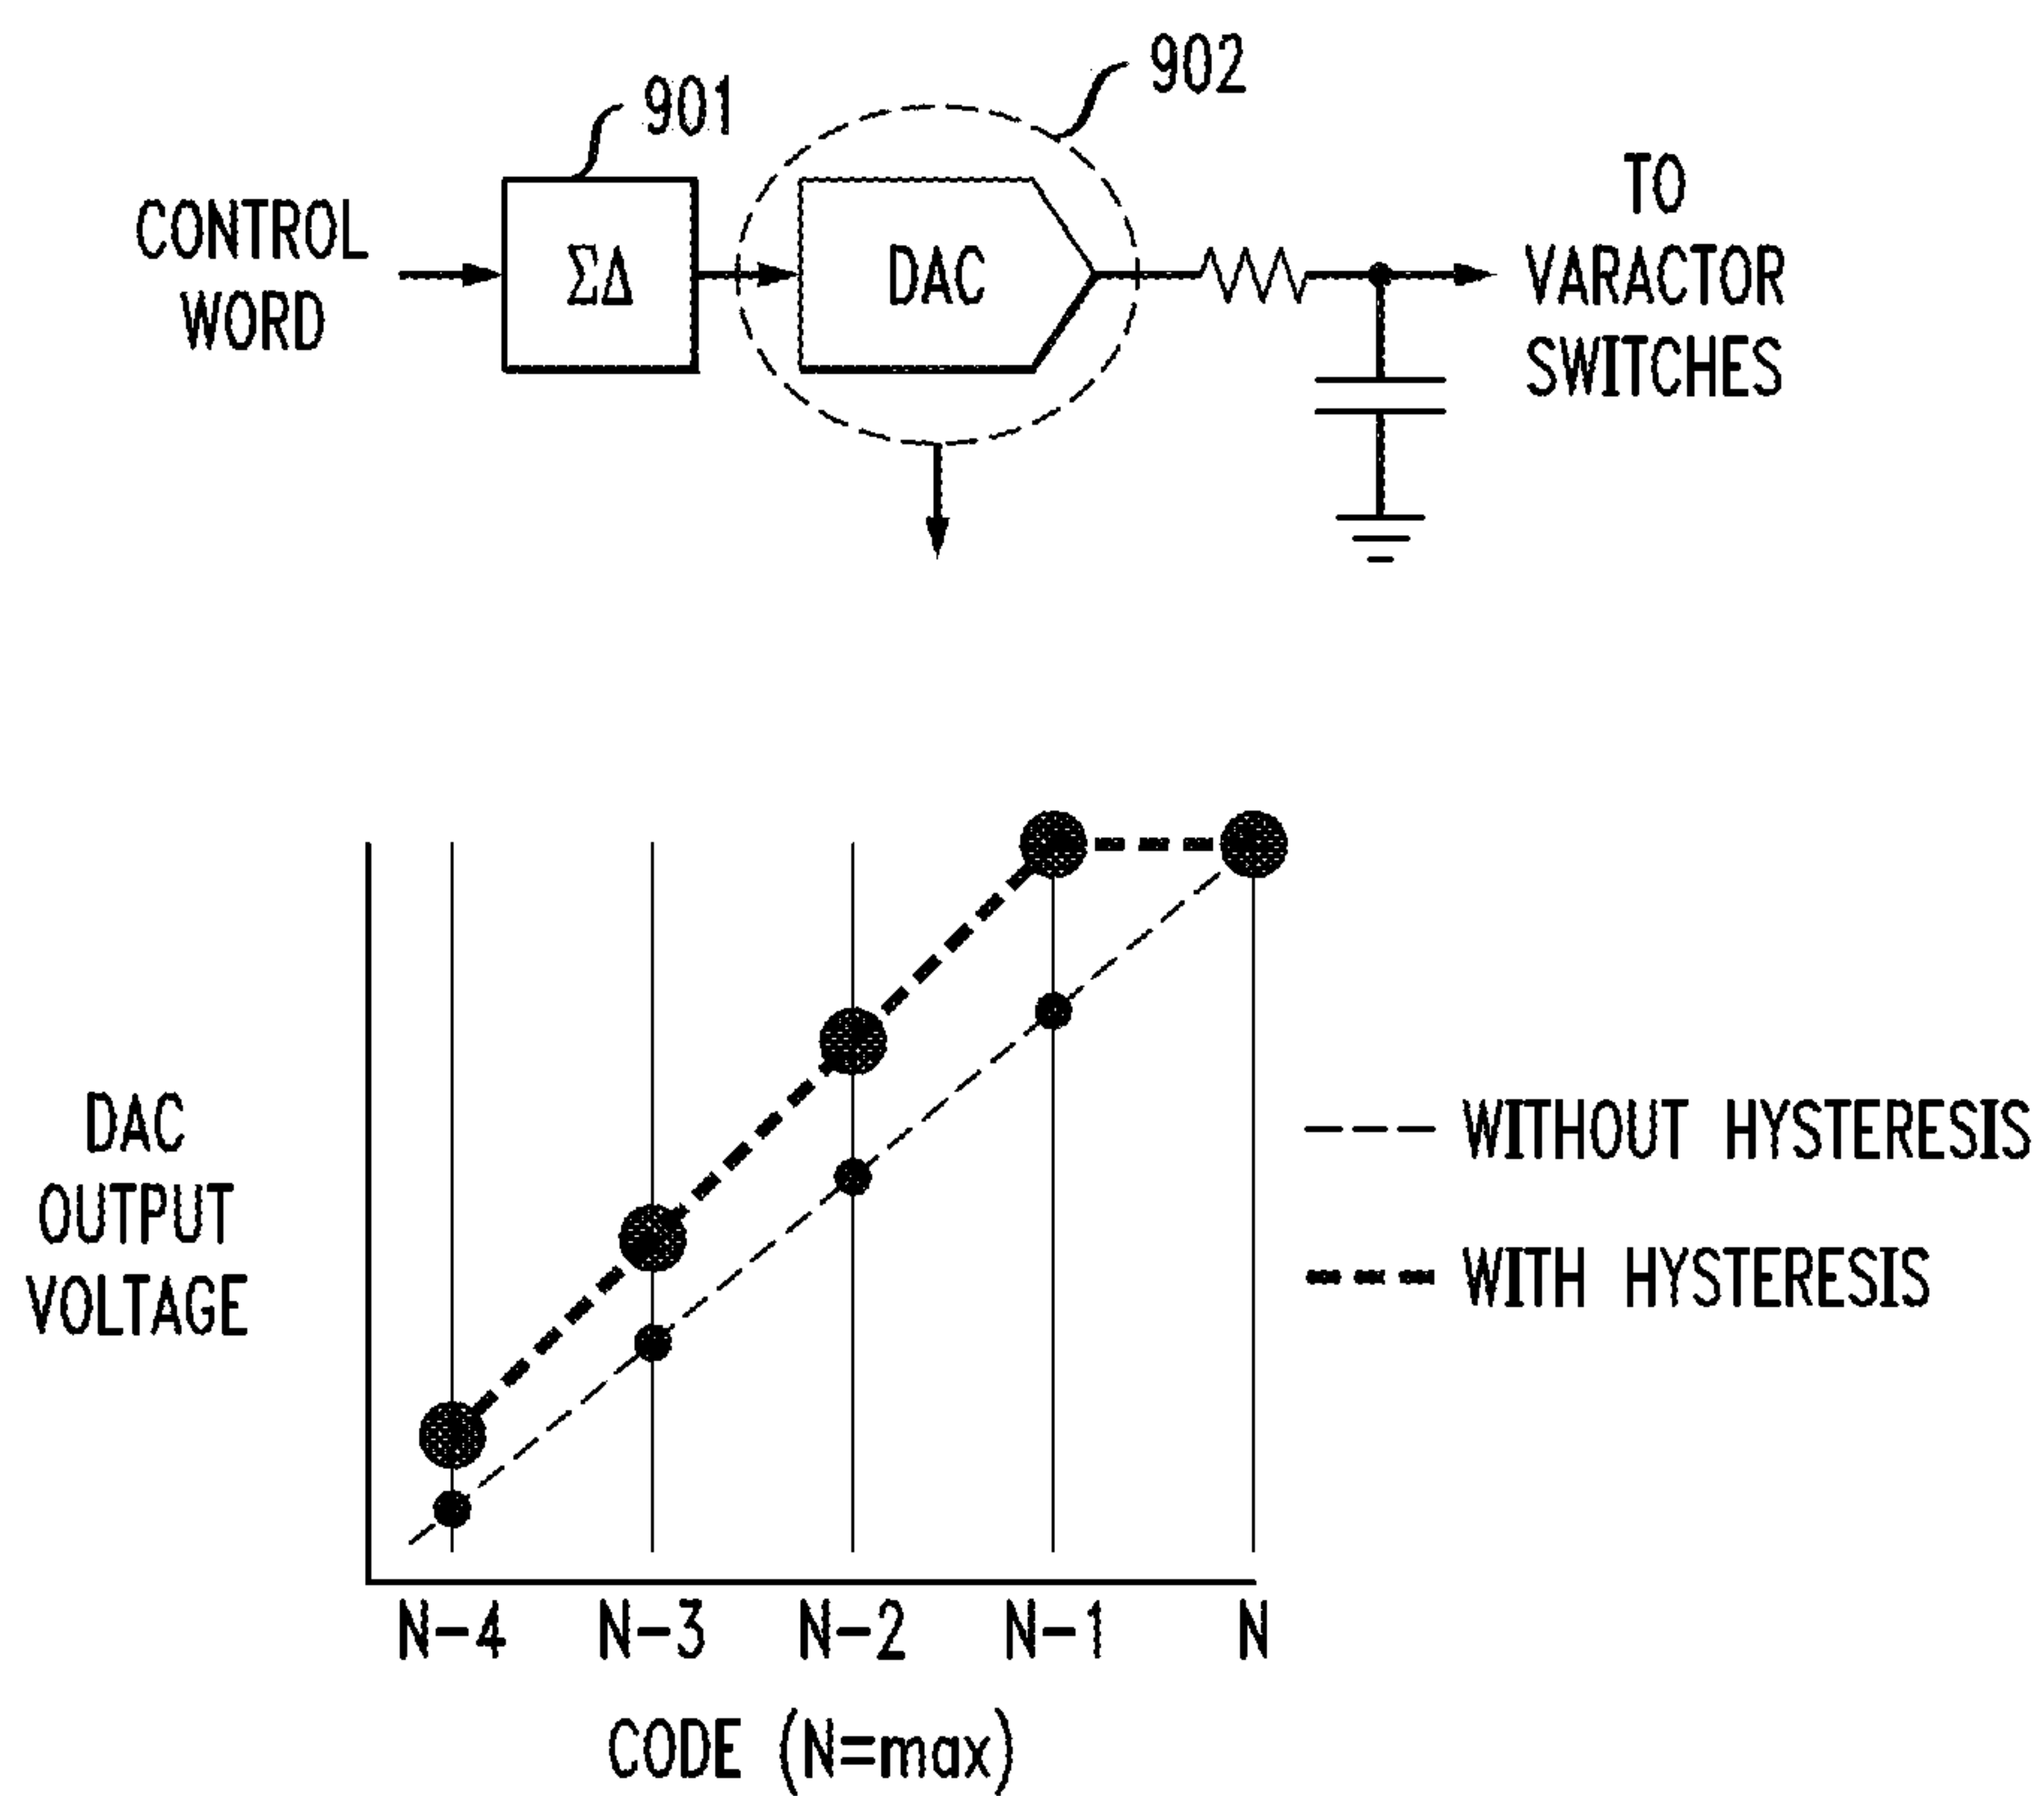 902
901
TO
VARACTOR
SWITCHES
CONTROL
WORD
ΣΔ
DAC
DAC
OUTPUT
VOLTAGE
WITHOUT HYSTERESIS
WITH HYSTERESIS
N-4 N-3 N-2 N-1 N
CODE (N=max)